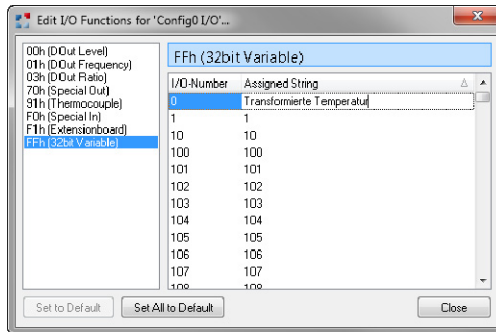 Edit I/O Functions for 'Config0 I/O'...
00h (DOut Level)
01h (DOut Frequency)
03h (DOut Ratio)
70h (Special Out)
91h (Thermocouple)
F0h (Special In)
F1h (Extensionboard)
FFh (32bit Variable)
FFh (32bit Variable)
I/O-Number Assigned String
0 Transformierte Temperatur
1 1
10 10
100 100
101 101
102 102
103 103
104 104
105 105
106 106
107 107
108 108
Set to Default Set All to Default Close